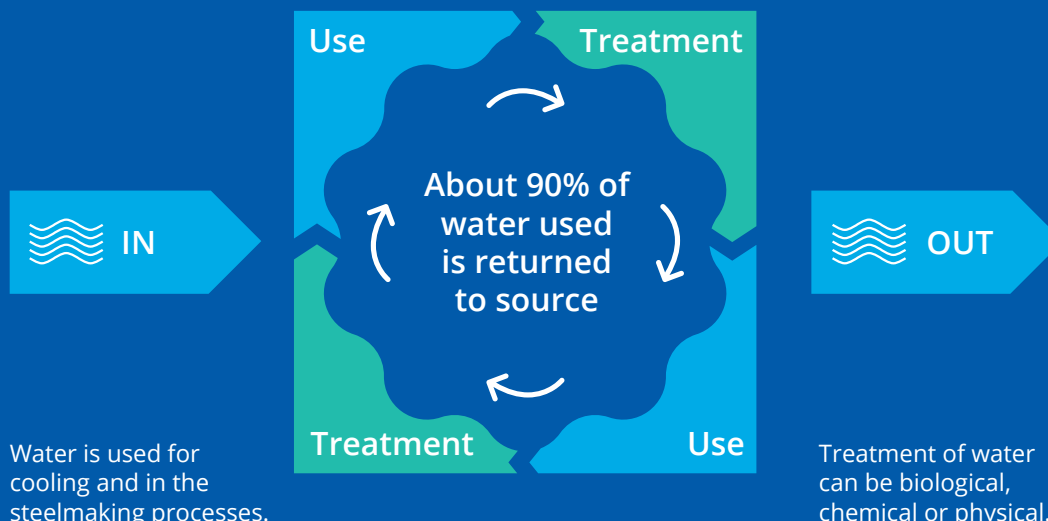 Use
Treatment
About 90% of
water used
is returned
to source
IN
OUT
Treatment
Use
Water is used for
cooling and in the
steelmaking processes.
Treatment of water
can be biological,
chemical or physical.